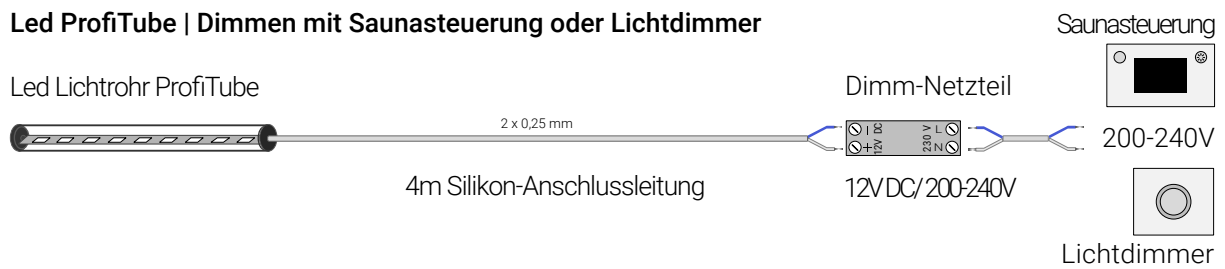 Led ProfiTube | Dimmen mit Saunasteuerung oder Lichtdimmer
Saunasteuerung
Led Lichtrohr ProfiTube
Dimm-Netzteil
2 x 0,25 mm
– DC
+ 12V
230 V L
N
200-240V
4m Silikon-Anschlussleitung
12V DC/ 200-240V
Lichtdimmer